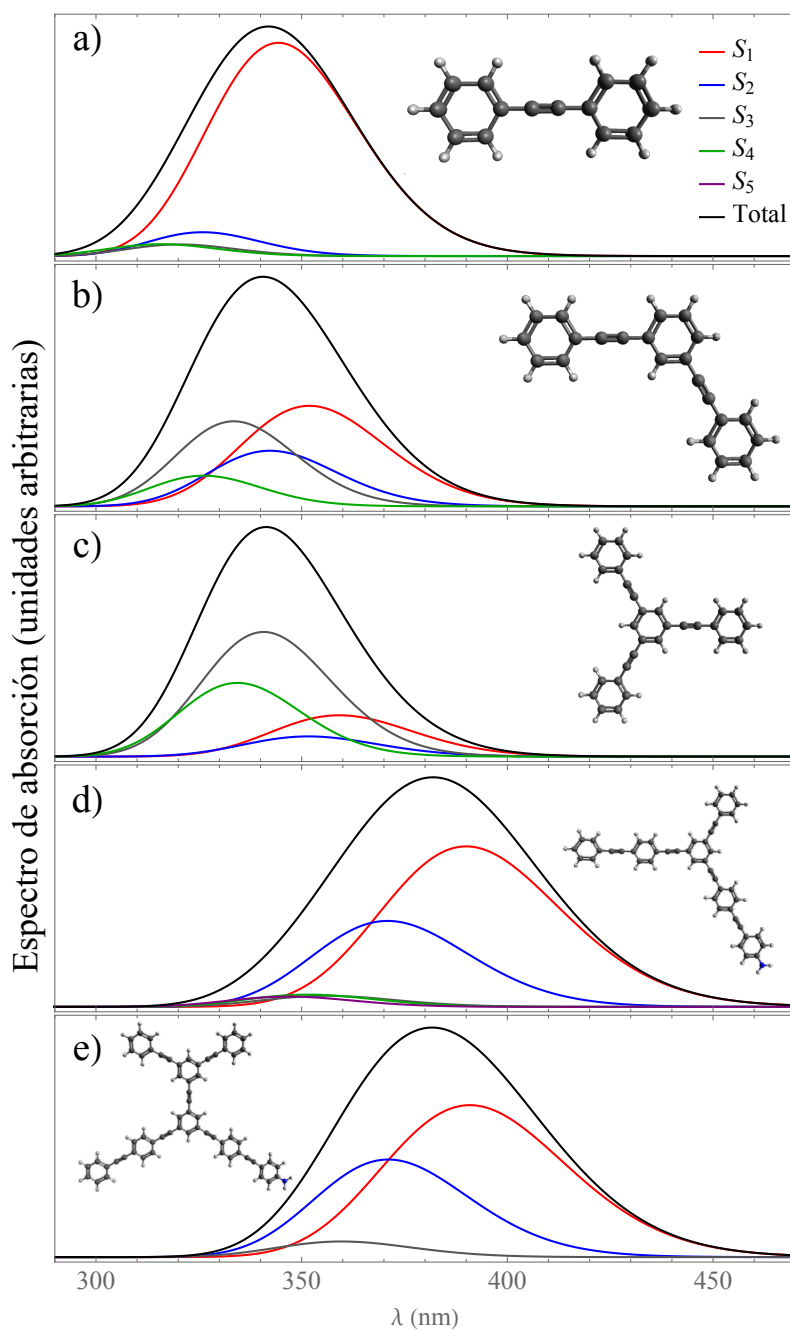 a)
S1
S2
S3
S4
S5
Total
b)
c)
d)
e)
Espectro de absorción (unidades arbitrarias)
300
350
400
450
λ (nm)